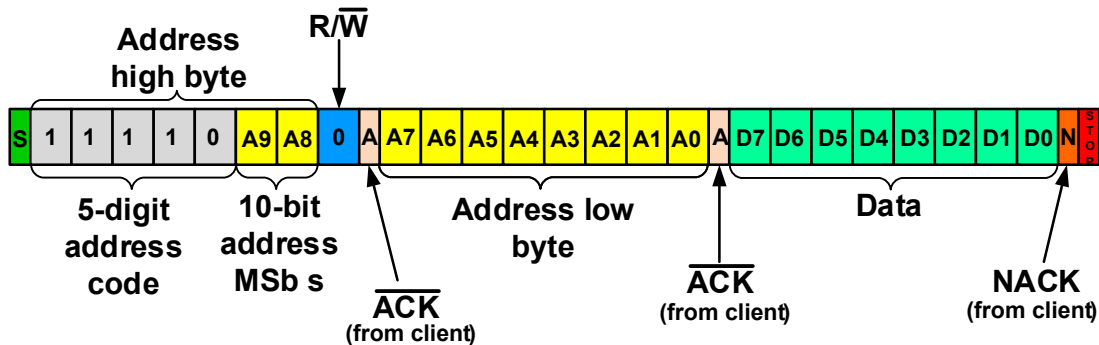 R/W
Address
high byte
S 1 1 1 1 0 A9 A8 0 A A7 A6 A5 A4 A3 A2 A1 A0 A D7 D6 D5 D4 D3 D2 D1 D0 N STOP
5-digit
address
code
10-bit
address
MSb s
Address low
byte
Data
ACK
(from client)
ACK
(from client)
NACK
(from client)